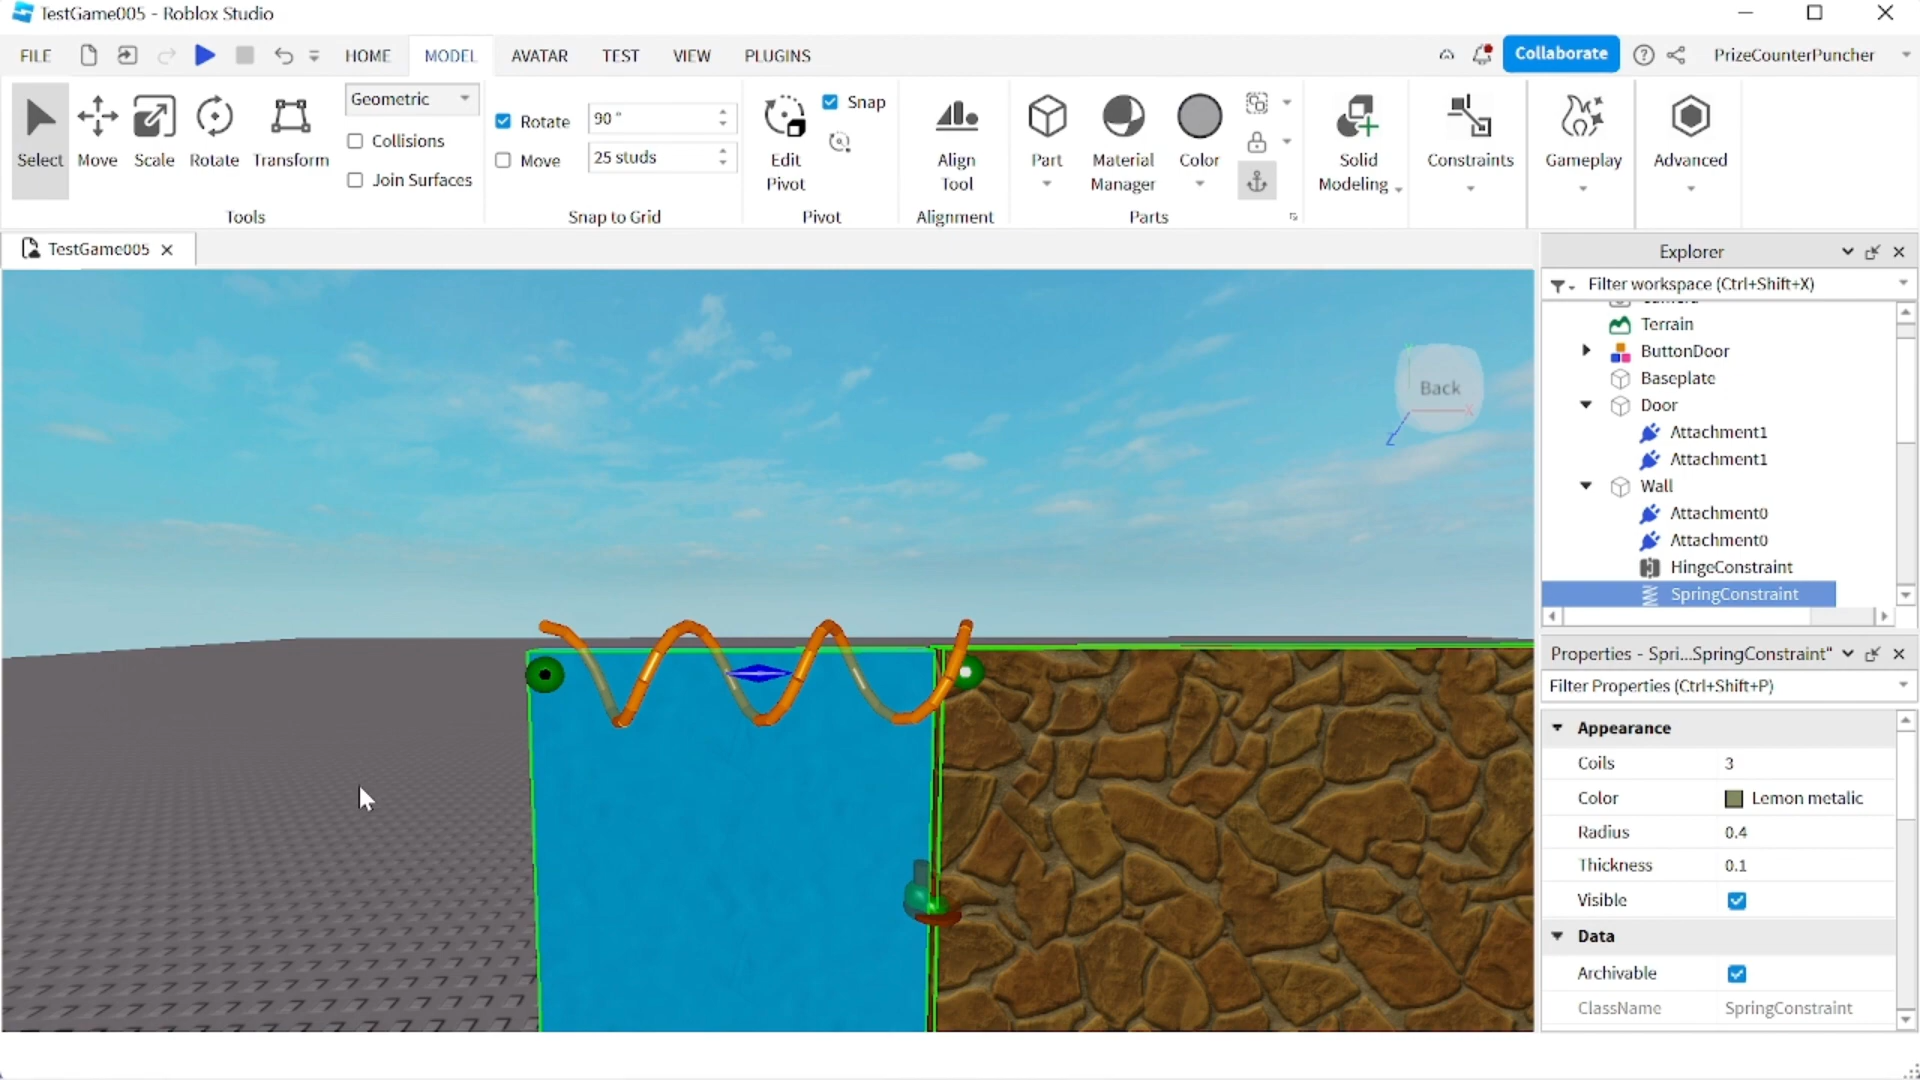 TestGame005 - Roblox Studio
FILE HOME MODEL AVATAR TEST VIEW PLUGINS Collaborate PrizeCounterPuncher
Select Move Scale Rotate Transform
Geometric
Collisions
Join Surfaces
Tools
Rotate 90 °
Move 25 studs
Snap to Grid
Edit Pivot
Snap
Pivot
Align Tool
Alignment
Part
Material Manager
Color
Parts
Solid Modeling
Constraints
Gameplay
Advanced
TestGame005
Back
X
Z
Explorer
Filter workspace (Ctrl+Shift+X)
Terrain
ButtonDoor
Baseplate
Door
Attachment1
Attachment1
Wall
Attachment0
Attachment0
HingeConstraint
SpringConstraint
Properties - Spri...SpringConstraint"
Filter Properties (Ctrl+Shift+P)
Appearance
Coils 3
Color Lemon metalic
Radius 0.4
Thickness 0.1
Visible
Data
Archivable
ClassName SpringConstraint